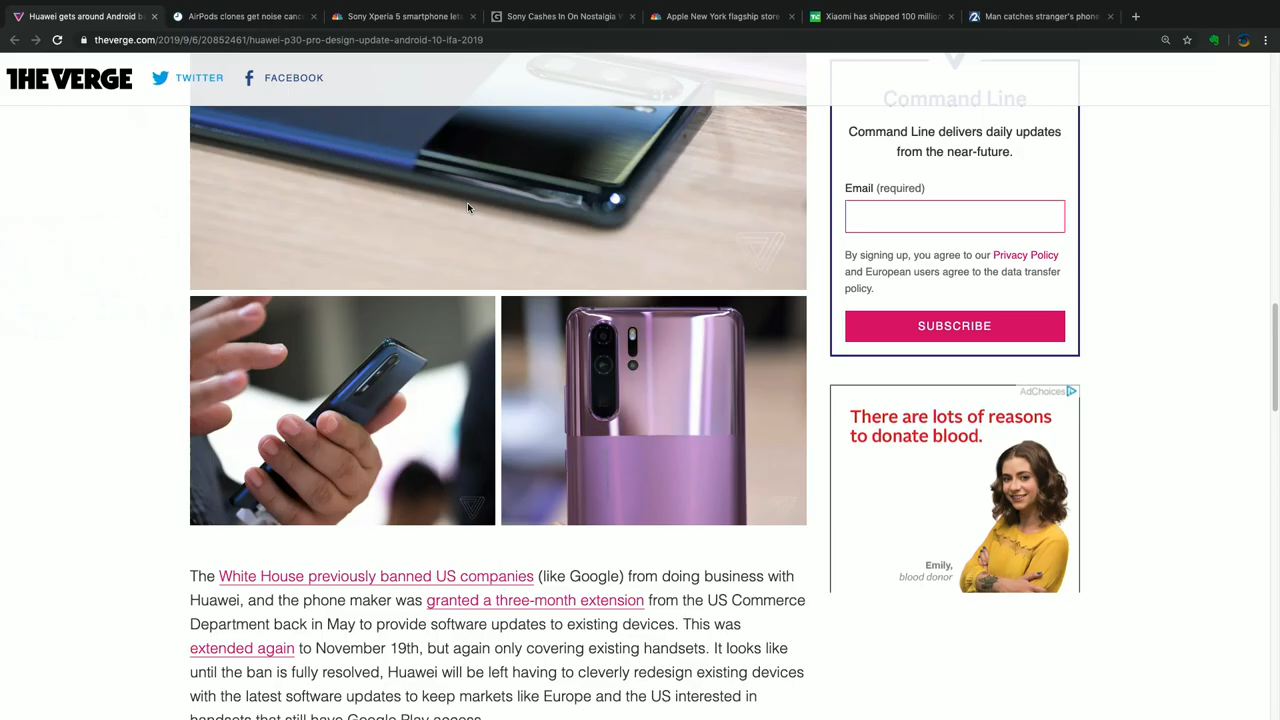 Huawei gets around Android b
AirPods clones get noise canc
Sony Xperia 5 smartphone lets
Sony Cashes In On Nostalgia W
Apple New York flagship store
Xiaomi has shipped 100 million
Man catches stranger's phone
theverge.com/2019/9/6/20852461/huawei-p30-pro-design-update-android-10-ifa-2019
THE VERGE
TWITTER
FACEBOOK
Command Line
Command Line delivers daily updates
from the near-future.
Email (required)
By signing up, you agree to our Privacy Policy
and European users agree to the data transfer
policy.
SUBSCRIBE
AdChoices
There are lots of reasons
to donate blood.
Emily,
blood donor
The White House previously banned US companies (like Google) from doing business with
Huawei, and the phone maker was granted a three-month extension from the US Commerce
Department back in May to provide software updates to existing devices. This was
extended again to November 19th, but again only covering existing handsets. It looks like
until the ban is fully resolved, Huawei will be left having to cleverly redesign existing devices
with the latest software updates to keep markets like Europe and the US interested in
handsets that still have Google Play access.